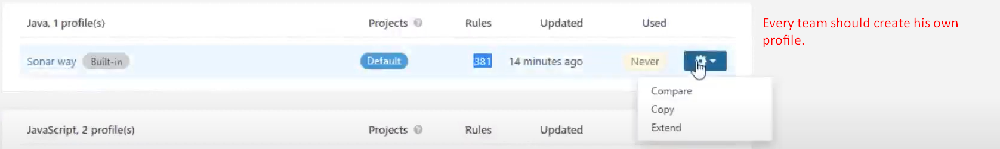 Java, 1 profile(s) Projects ? Rules Updated Used
Every team should create his own
profile.
Sonar way Built-in Default 381 14 minutes ago Never
Compare
Copy
Extend
JavaScript, 2 profile(s) Projects ? Rules Updated